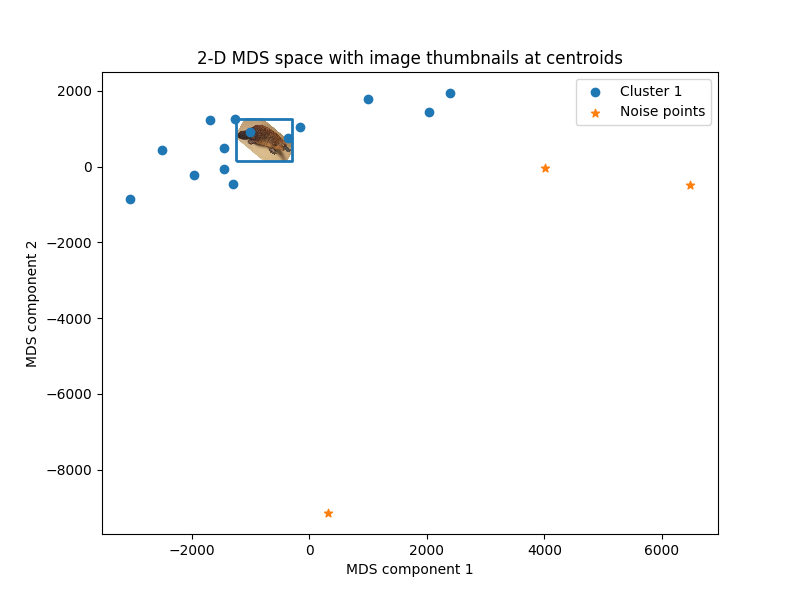 2-D MDS space with image thumbnails at centroids
Cluster 1
Noise points
2000
0
−2000
−4000
−6000
−8000
MDS component 2
−2000 0 2000 4000 6000
MDS component 1